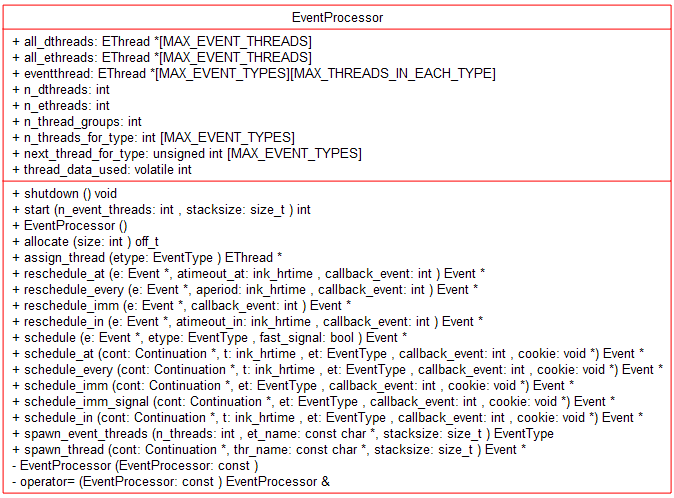 EventProcessor
+ all_dthreads: EThread *[MAX_EVENT_THREADS]
+ all_ethreads: EThread *[MAX_EVENT_THREADS]
+ eventthread: EThread *[MAX_EVENT_TYPES][MAX_THREADS_IN_EACH_TYPE]
+ n_dthreads: int
+ n_ethreads: int
+ n_thread_groups: int
+ n_threads_for_type: int [MAX_EVENT_TYPES]
+ next_thread_for_type: unsigned int [MAX_EVENT_TYPES]
+ thread_data_used: volatile int
+ shutdown () void
+ start (n_event_threads: int , stacksize: size_t ) int
+ EventProcessor ()
+ allocate (size: int ) off_t
+ assign_thread (etype: EventType ) EThread *
+ reschedule_at (e: Event *, atimeout_at: ink_hrtime , callback_event: int ) Event *
+ reschedule_every (e: Event *, aperiod: ink_hrtime , callback_event: int ) Event *
+ reschedule_imm (e: Event *, callback_event: int ) Event *
+ reschedule_in (e: Event *, atimeout_in: ink_hrtime , callback_event: int ) Event *
+ schedule (e: Event *, etype: EventType , fast_signal: bool ) Event *
+ schedule_at (cont: Continuation *, t: ink_hrtime , et: EventType , callback_event: int , cookie: void *) Event *
+ schedule_every (cont: Continuation *, t: ink_hrtime , et: EventType , callback_event: int , cookie: void *) Event *
+ schedule_imm (cont: Continuation *, et: EventType , callback_event: int , cookie: void *) Event *
+ schedule_imm_signal (cont: Continuation *, et: EventType , callback_event: int , cookie: void *) Event *
+ schedule_in (cont: Continuation *, t: ink_hrtime , et: EventType , callback_event: int , cookie: void *) Event *
+ spawn_event_threads (n_threads: int , et_name: const char *, stacksize: size_t ) EventType
+ spawn_thread (cont: Continuation *, thr_name: const char *, stacksize: size_t ) Event *
- EventProcessor (EventProcessor: const )
- operator= (EventProcessor: const ) EventProcessor &